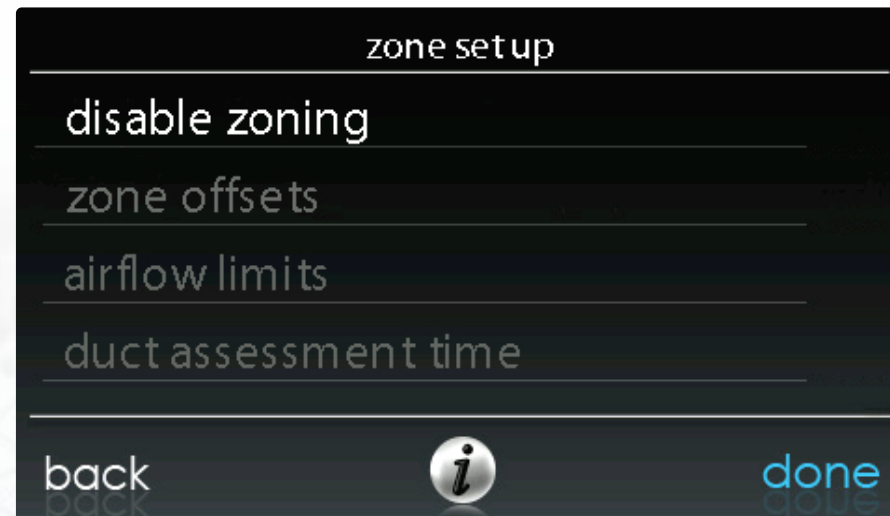 zone setup
disable zoning
zone offsets
airflow limits
duct assessment time
back i done